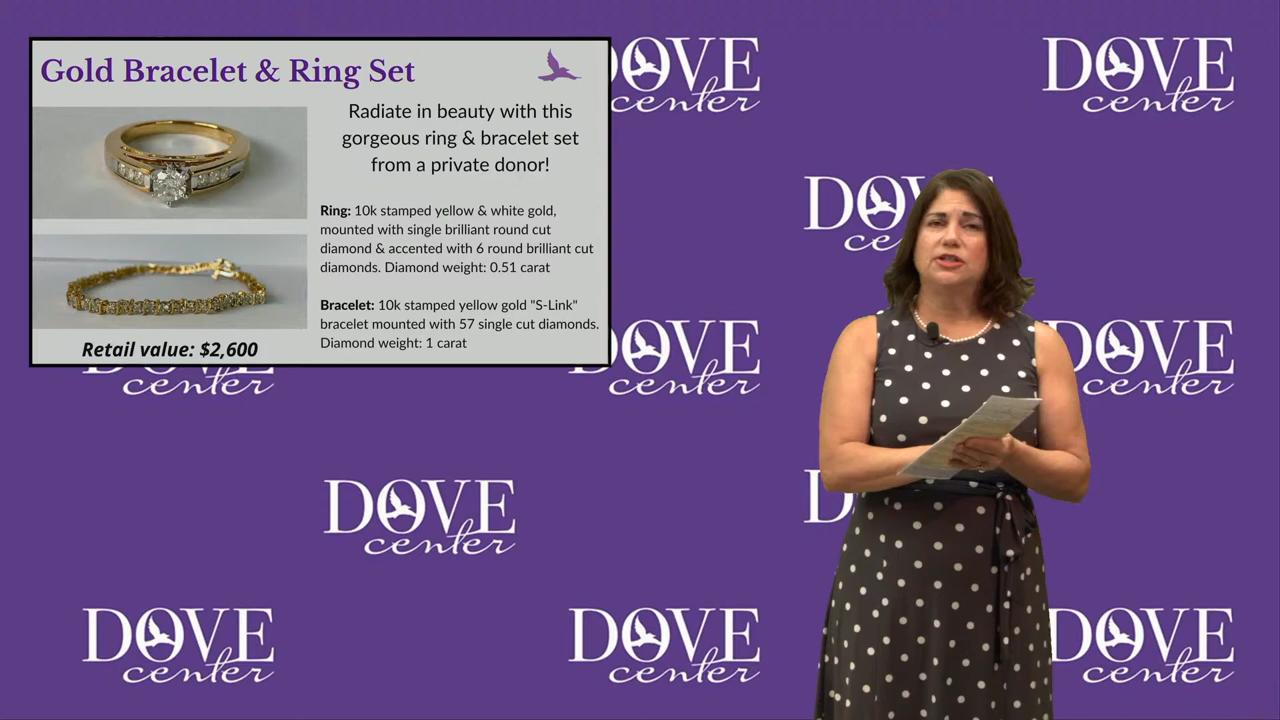 Gold Bracelet & Ring Set
Radiate in beauty with this
gorgeous ring & bracelet set
from a private donor!
Ring: 10k stamped yellow & white gold,
mounted with single brilliant round cut
diamond & accented with 6 round brilliant cut
diamonds. Diamond weight: 0.51 carat
Bracelet: 10k stamped yellow gold "S-Link"
bracelet mounted with 57 single cut diamonds.
Diamond weight: 1 carat
Retail value: $2,600
OVE
center
DOVE
center
DOVE
ce
center
OVE
center
DOVE
center
DOVE
center
D
DOVE
center
DOVE
center
DOVE
center